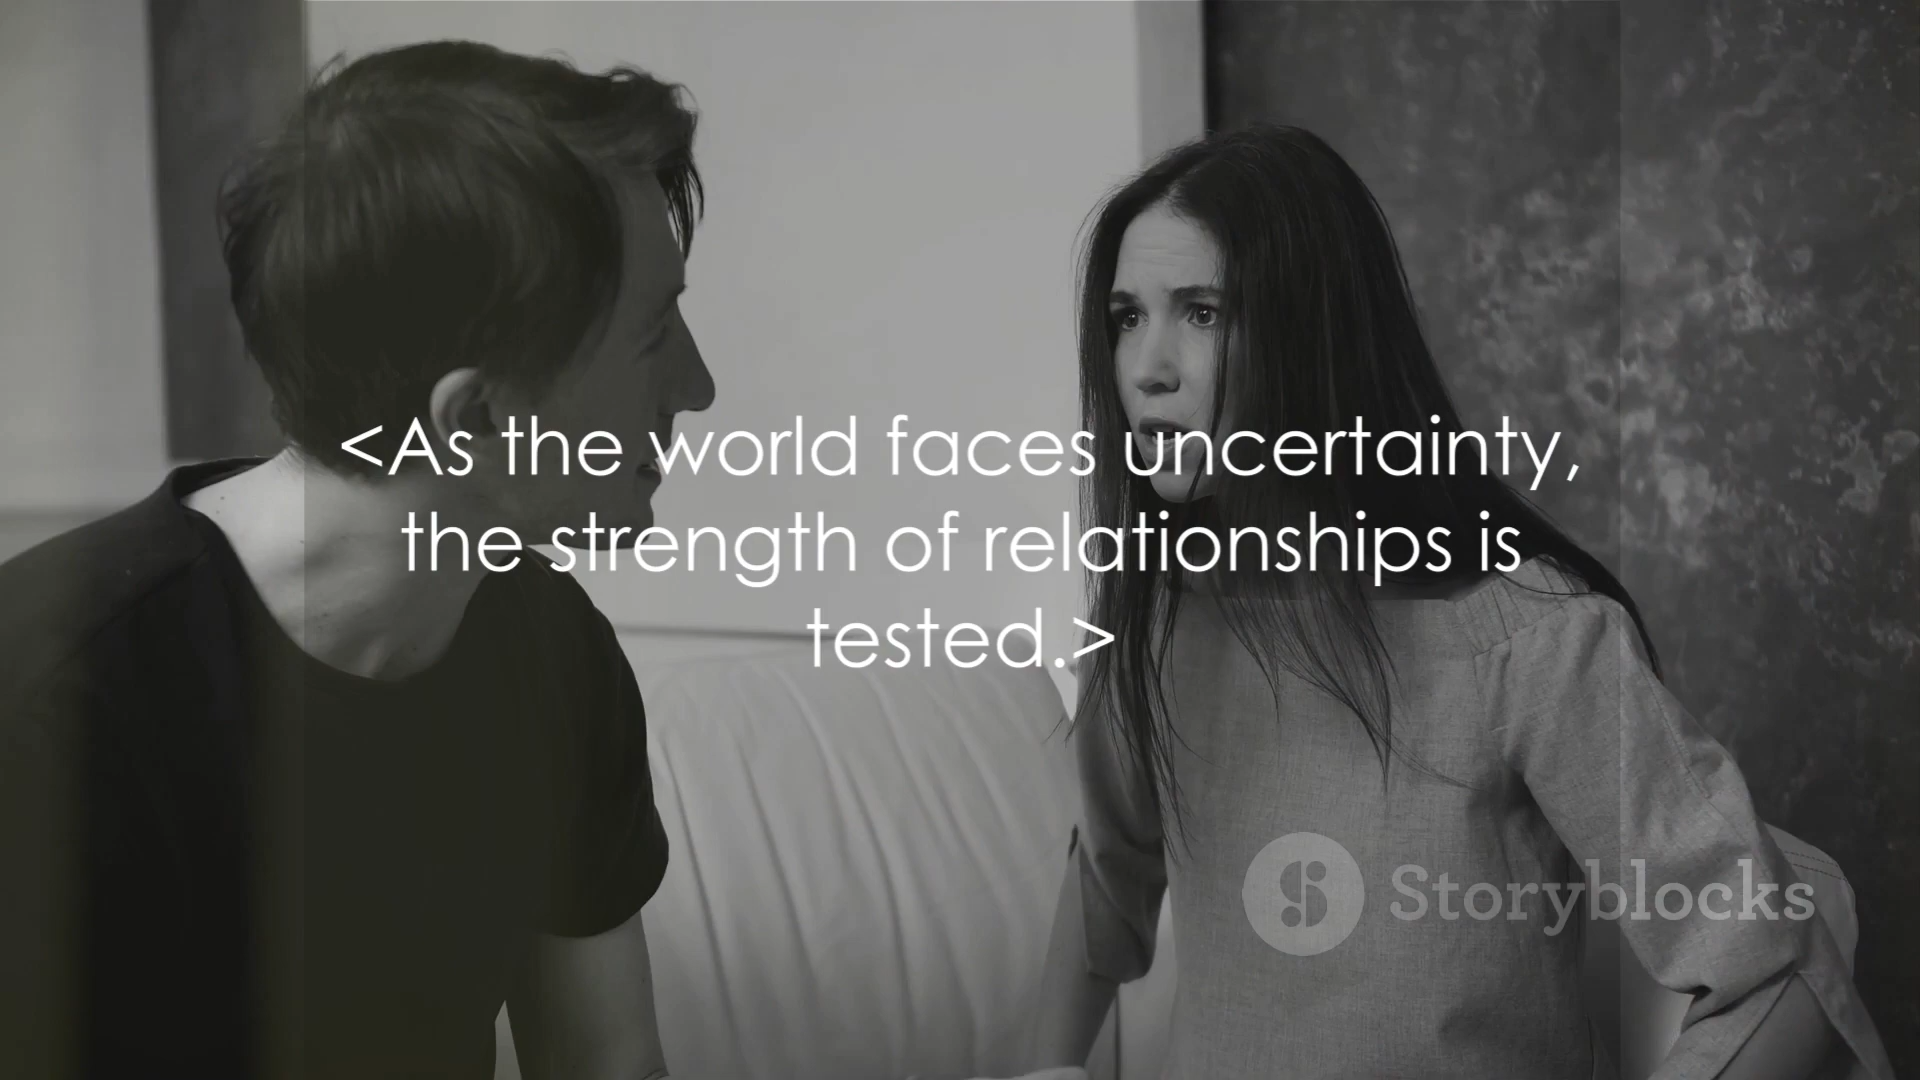 <As the world faces uncertainty,
the strength of relationships is
tested.>
Storyblocks